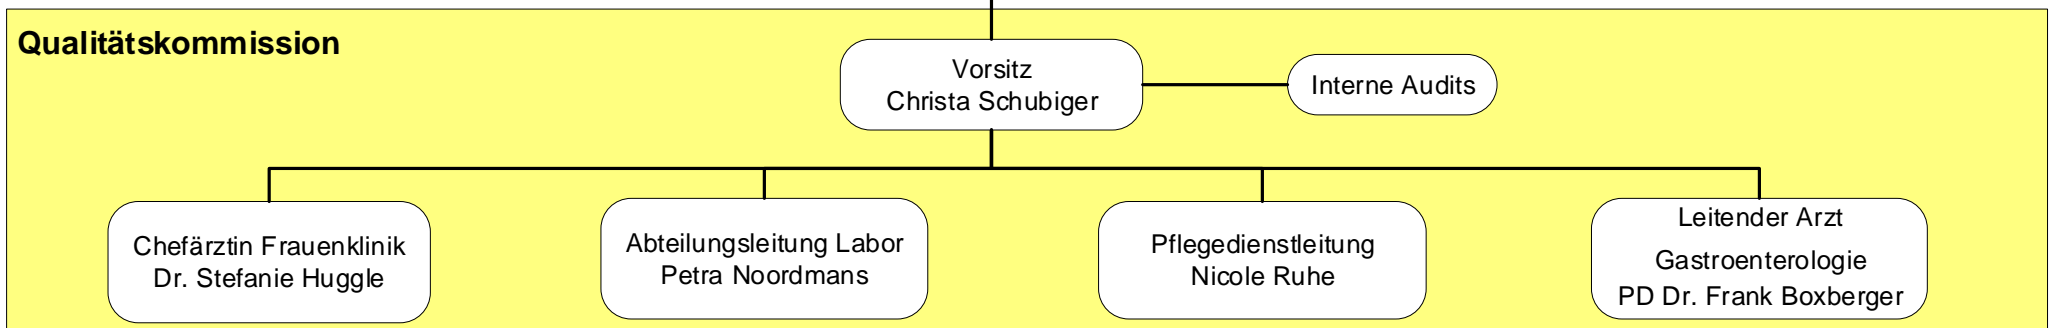 Qualitätskommission
Vorsitz
Christa Schubiger
Interne Audits
Chefärztin Frauenklinik
Dr. Stefanie Huggle
Abteilungsleitung Labor
Petra Noordmans
Pflegedienstleitung
Nicole Ruhe
Leitender Arzt
Gastroenterologie
PD Dr. Frank Boxberger